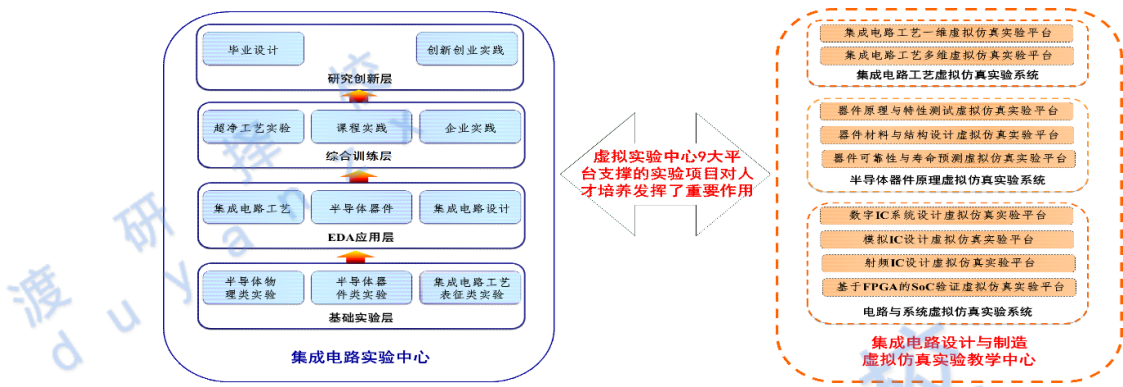 毕业设计
创新创业实践
研究创新层
超净工艺实验
课程实践
企业实践
综合训练层
集成电路工艺
半导体器件
集成电路设计
EDA应用层
半导体物
理类实验
半导体器
件类实验
集成电路工艺
表征类实验
基础实验层
集成电路实验中心
虚拟实验中心9大平
台支撑的实验项目对人
才培养发挥了重要作用
集成电路工艺一维虚拟仿真实验平台
集成电路工艺多维虚拟仿真实验平台
集成电路工艺虚拟仿真实验系统
器件原理与特性测试虚拟仿真实验平台
器件材料与结构设计虚拟仿真实验平台
器件可靠性与寿命预测虚拟仿真实验平台
半导体器件原理虚拟仿真实验系统
数字IC系统设计虚拟仿真实验平台
模拟IC设计虚拟仿真实验平台
射频IC设计虚拟仿真实验平台
基于FPGA的SoC验证虚拟仿真实验平台
电路与系统虚拟仿真实验系统
集成电路设计与制造
虚拟仿真实验教学中心
渡研择校
duyanzx